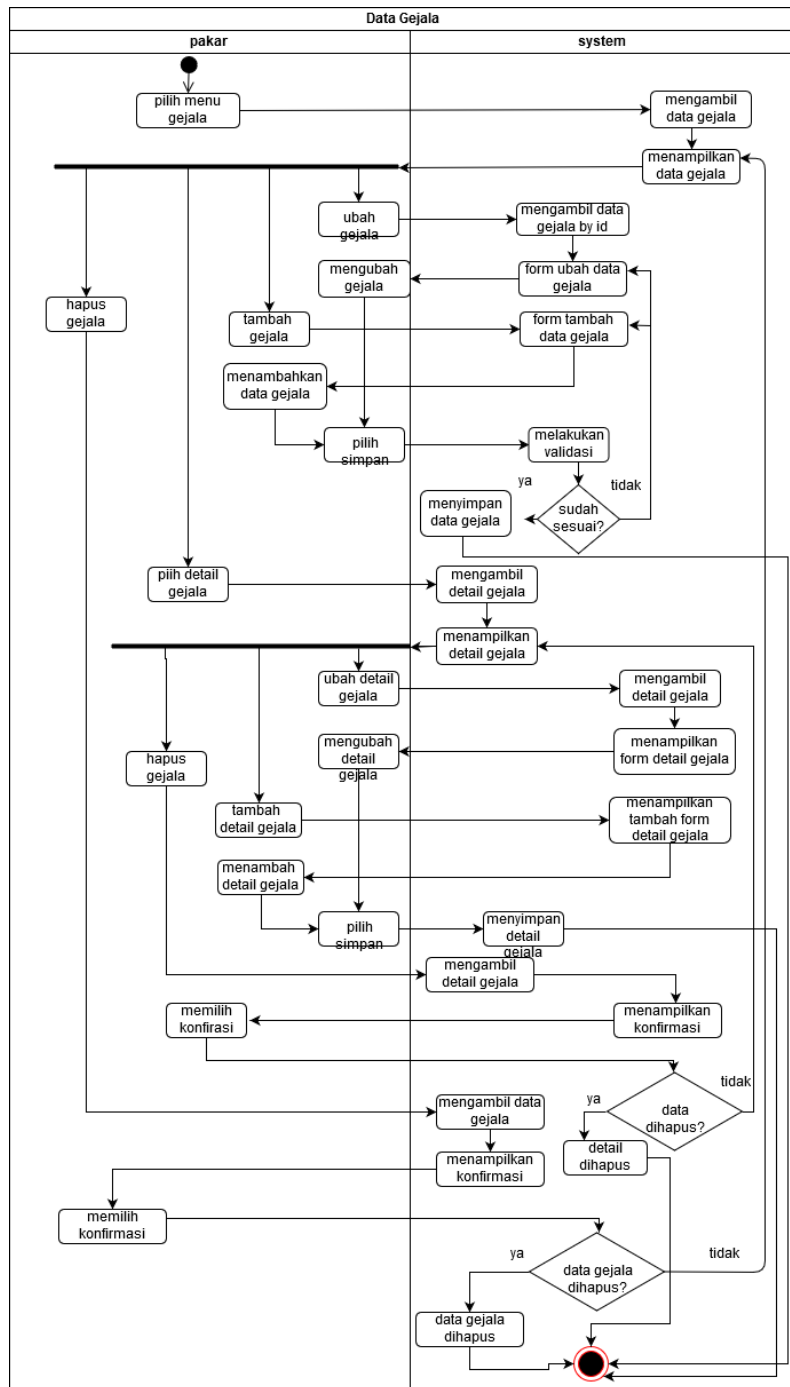 Data Gejala
pakar
system
pilih menu
gejala
mengambil
data gejala
menampilkan
data gejala
ubah
gejala
mengambil data
gejala by id
mengubah
gejala
form ubah data
gejala
hapus
gejala
tambah
gejala
form tambah
data gejala
menambahkan
data gejala
pilih
simpan
melakukan
validasi
ya
tidak
menyimpan
data gejala
sudah
sesuai?
piih detail
gejala
mengambil
detail gejala
menampilkan
detail gejala
ubah detail
gejala
mengambil
detail gejala
mengubah
detail
gejala
menampilkan
form detail gejala
hapus
gejala
tambah
detail gejala
menampilkan
tambah form
detail gejala
menambah
detail gejala
pilih
simpan
menyimpan
detail
gejala
mengambil
detail gejala
memilih
konfirasi
menampilkan
konfirmasi
tidak
ya
data
dihapus?
mengambil data
gejala
detail
dihapus
menampilkan
konfirmasi
memilih
konfirmasi
ya
tidak
data gejala
dihapus?
data gejala
dihapus